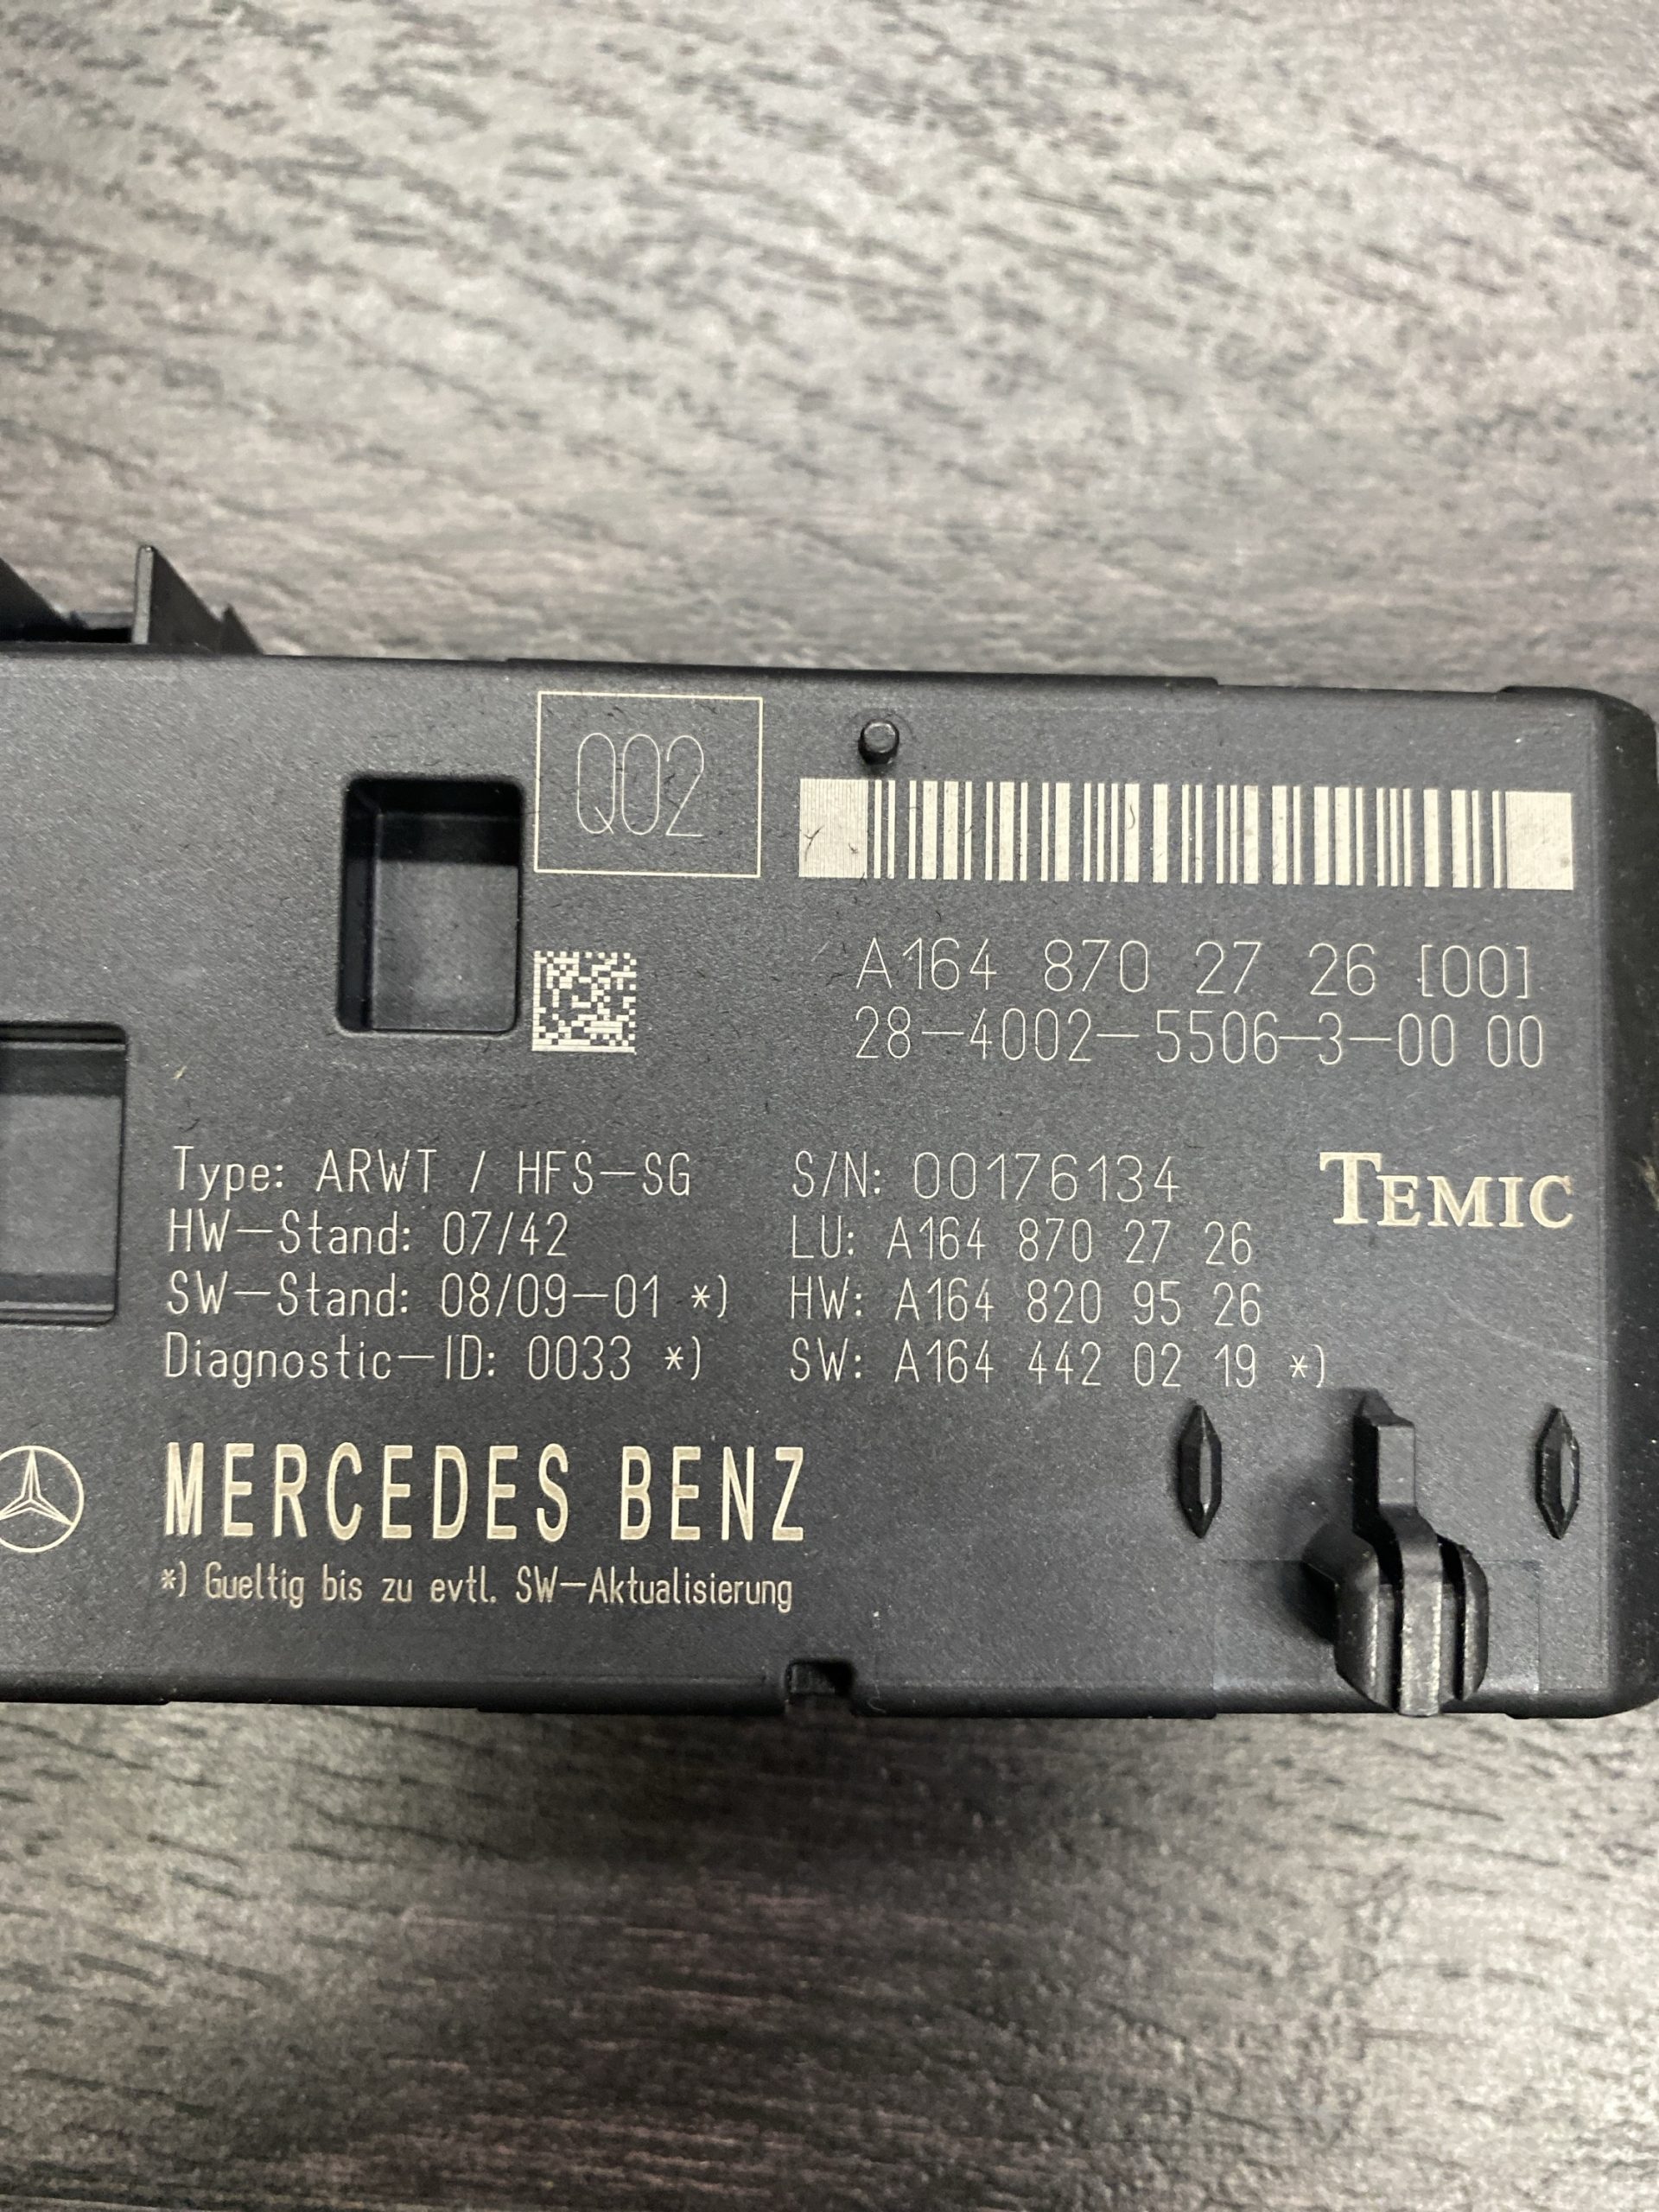 Q02
A164 870 27 26 [00]
28-4002-5506-3-00 00
Type: ARWT / HFS-SG
HW-Stand: 07/42
SW-Stand: 08/09-01 *)
Diagnostic-ID: 0033 *)
S/N: 00176134
LU: A164 870 27 26
HW: A164 820 95 26
SW: A164 442 02 19 *)
TEMIC
MERCEDES BENZ
*) Gueltig bis zu evtl. SW-Aktualisierung